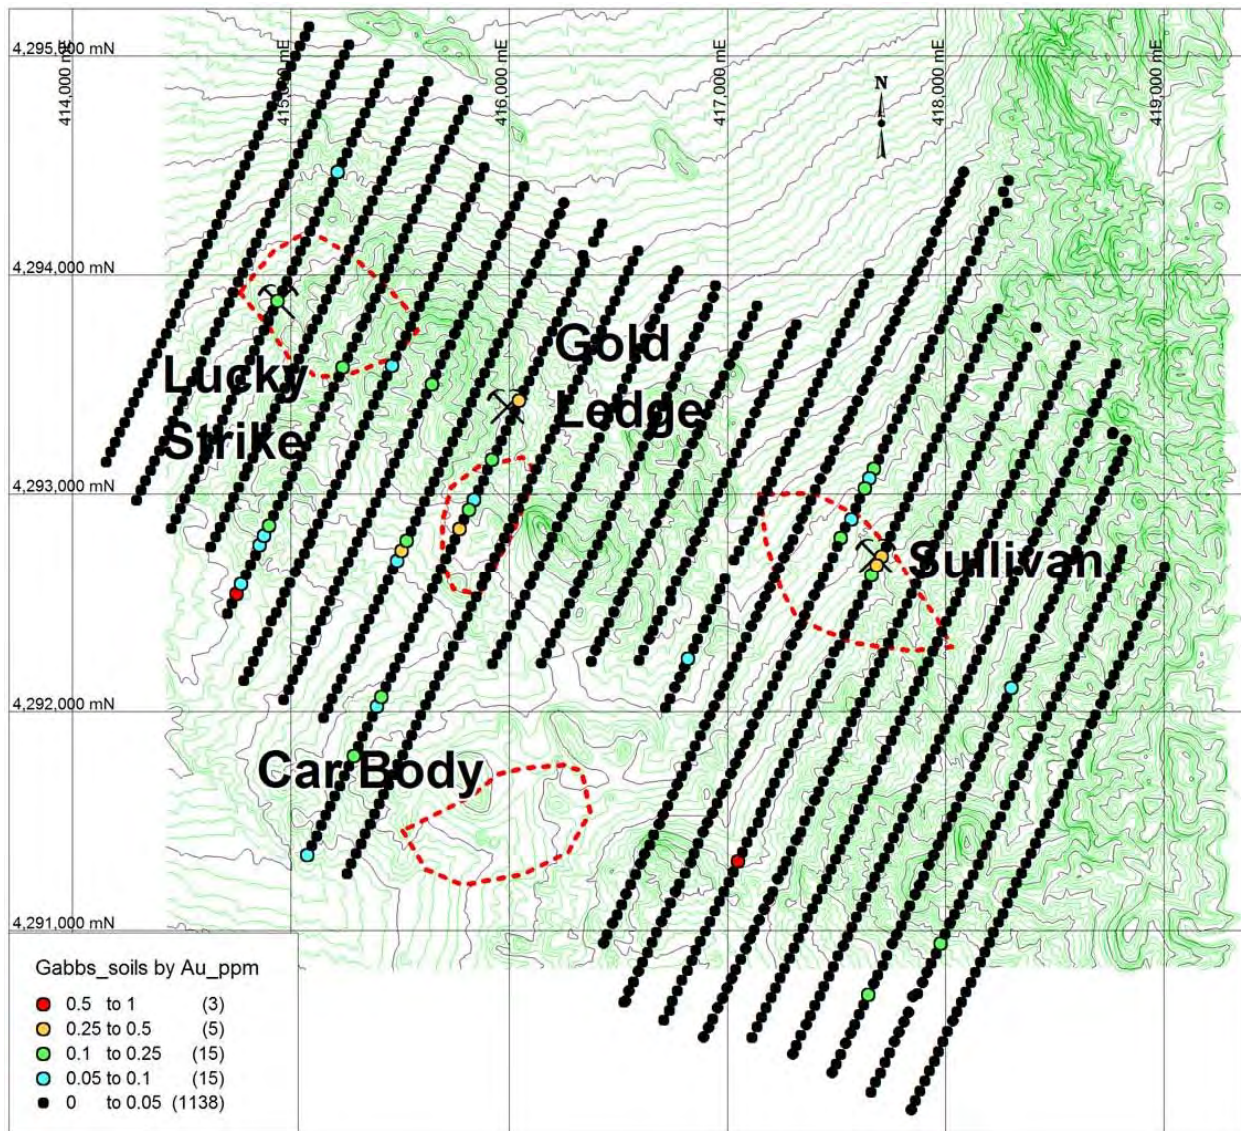 4,295,000 mN
414,000 mE
415,000 mE
416,000 mE
417,000 mE
418,000 mE
419,000 mE
N
4,294,000 mN
Gold
Ledge
Lucky
Strike
4,293,000 mN
Sullivan
4,292,000 mN
Car Body
4,291,000 mN
Gabbs_soils by Au_ppm
0.5 to 1 (3)
0.25 to 0.5 (5)
0.1 to 0.25 (15)
0.05 to 0.1 (15)
0 to 0.05 (1138)